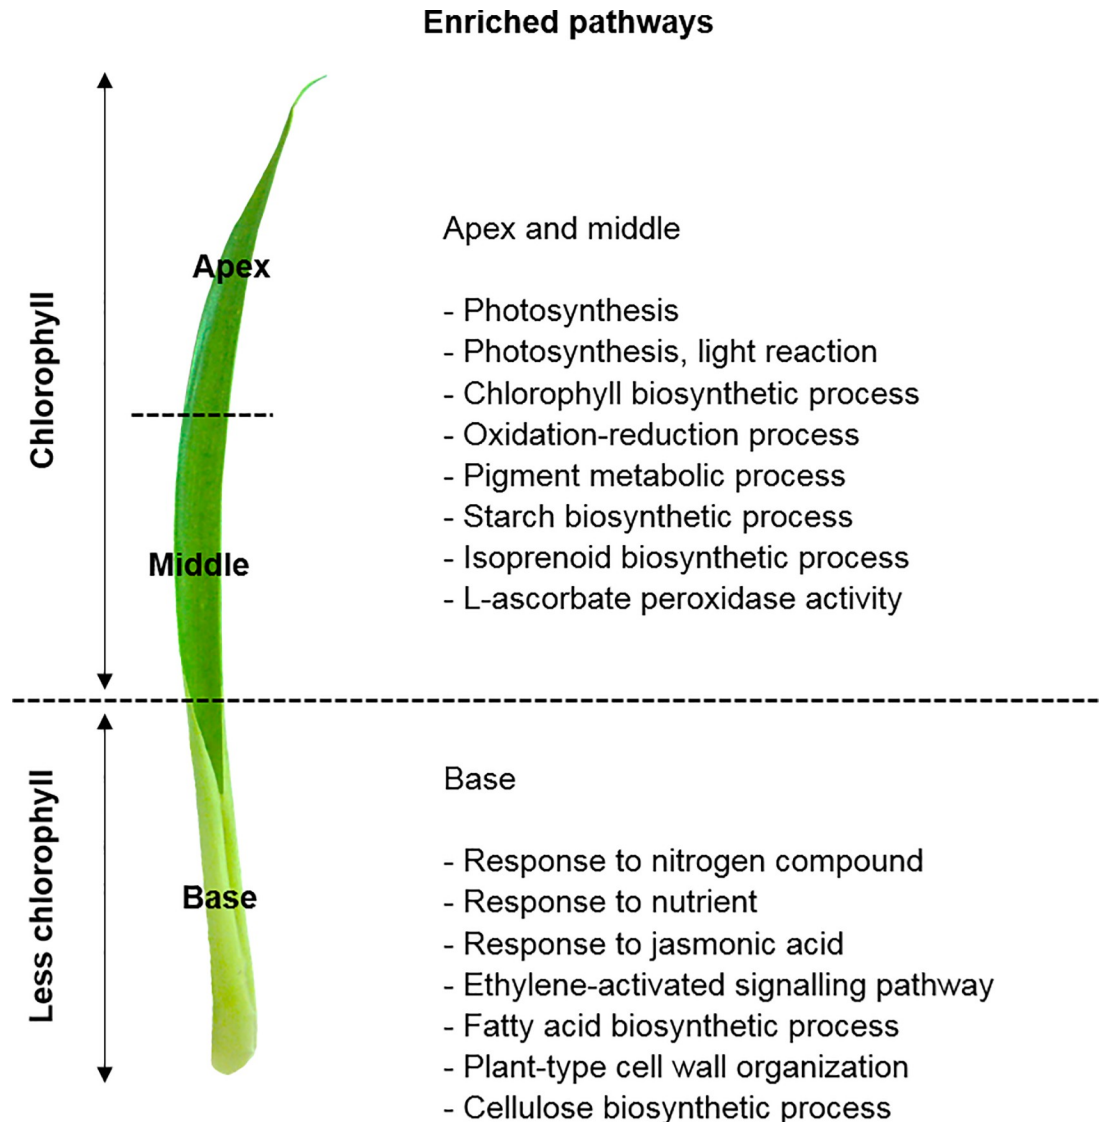 Enriched pathways
Chlorophyll
Apex
Middle
Apex and middle
- Photosynthesis
- Photosynthesis, light reaction
- Chlorophyll biosynthetic process
- Oxidation-reduction process
- Pigment metabolic process
- Starch biosynthetic process
- Isoprenoid biosynthetic process
- L-ascorbate peroxidase activity
Less chlorophyll
Base
Base
- Response to nitrogen compound
- Response to nutrient
- Response to jasmonic acid
- Ethylene-activated signalling pathway
- Fatty acid biosynthetic process
- Plant-type cell wall organization
- Cellulose biosynthetic process